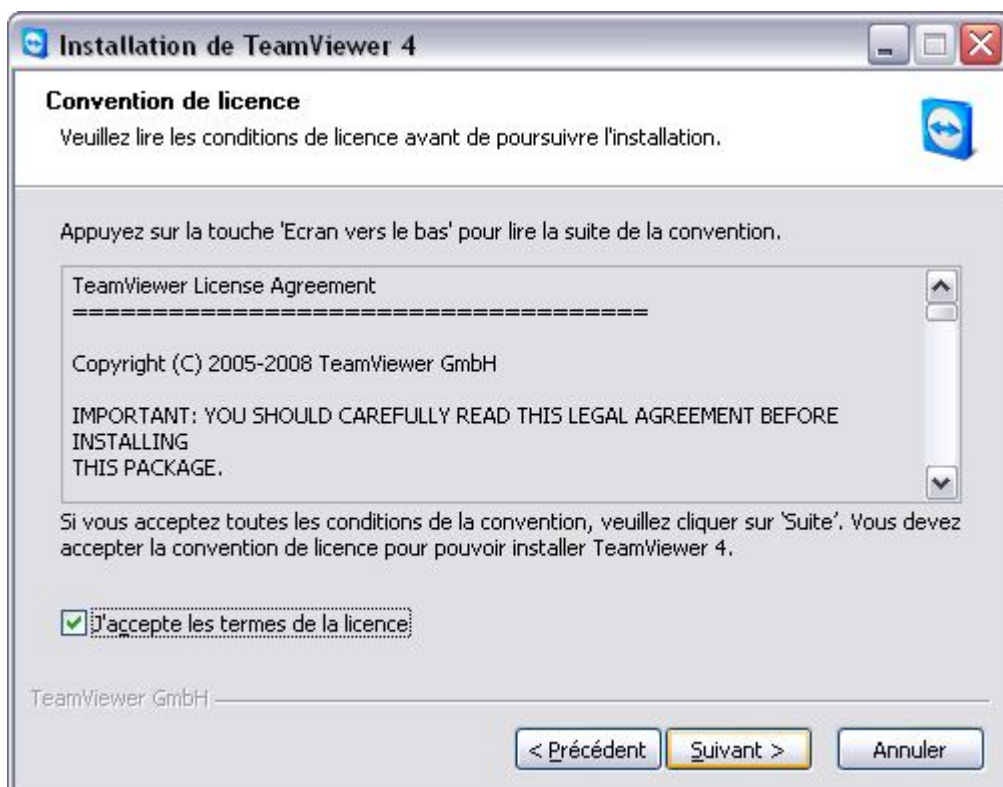 Installation de TeamViewer 4
Convention de licence
Veuillez lire les conditions de licence avant de poursuivre l'installation.
Appuyez sur la touche 'Ecran vers le bas' pour lire la suite de la convention.
TeamViewer License Agreement
====================================
Copyright (C) 2005-2008 TeamViewer GmbH
IMPORTANT: YOU SHOULD CAREFULLY READ THIS LEGAL AGREEMENT BEFORE
INSTALLING
THIS PACKAGE.
Si vous acceptez toutes les conditions de la convention, veuillez cliquer sur 'Suite'. Vous devez
accepter la convention de licence pour pouvoir installer TeamViewer 4.
J'accepte les termes de la licence
TeamViewer GmbH
< Précédent
Suivant >
Annuler